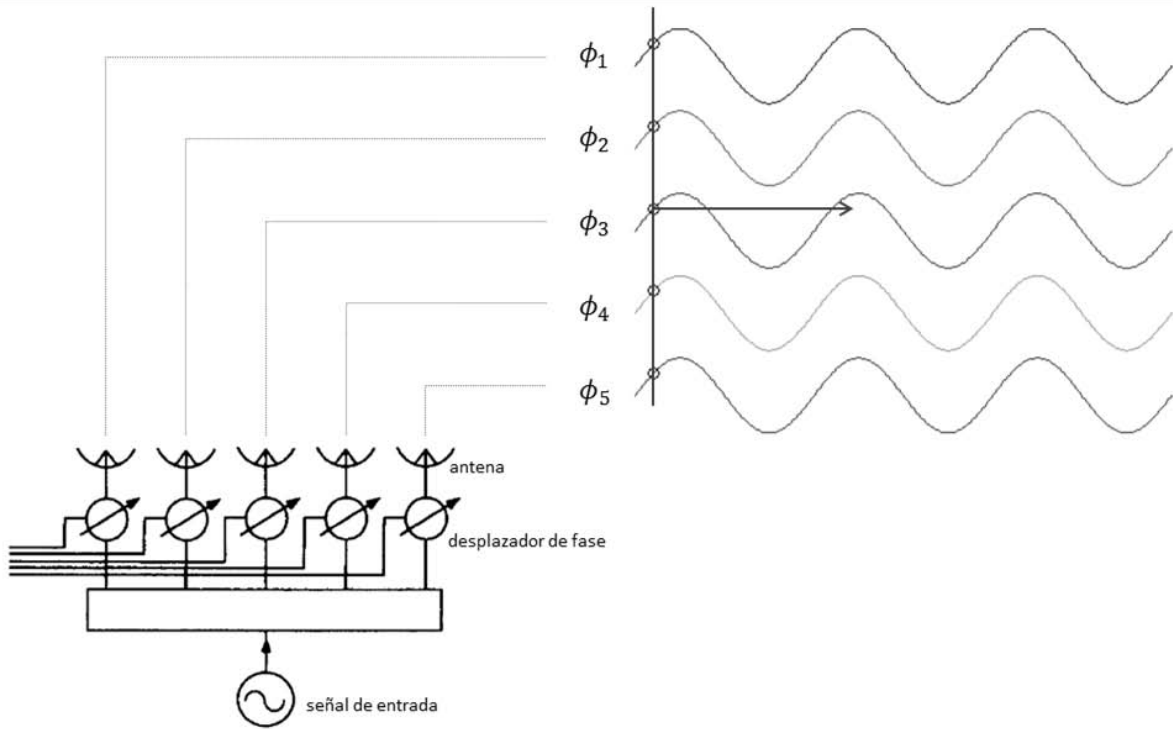 ϕ1
ϕ2
ϕ3
ϕ4
ϕ5
antena
desplazador de fase
señal de entrada